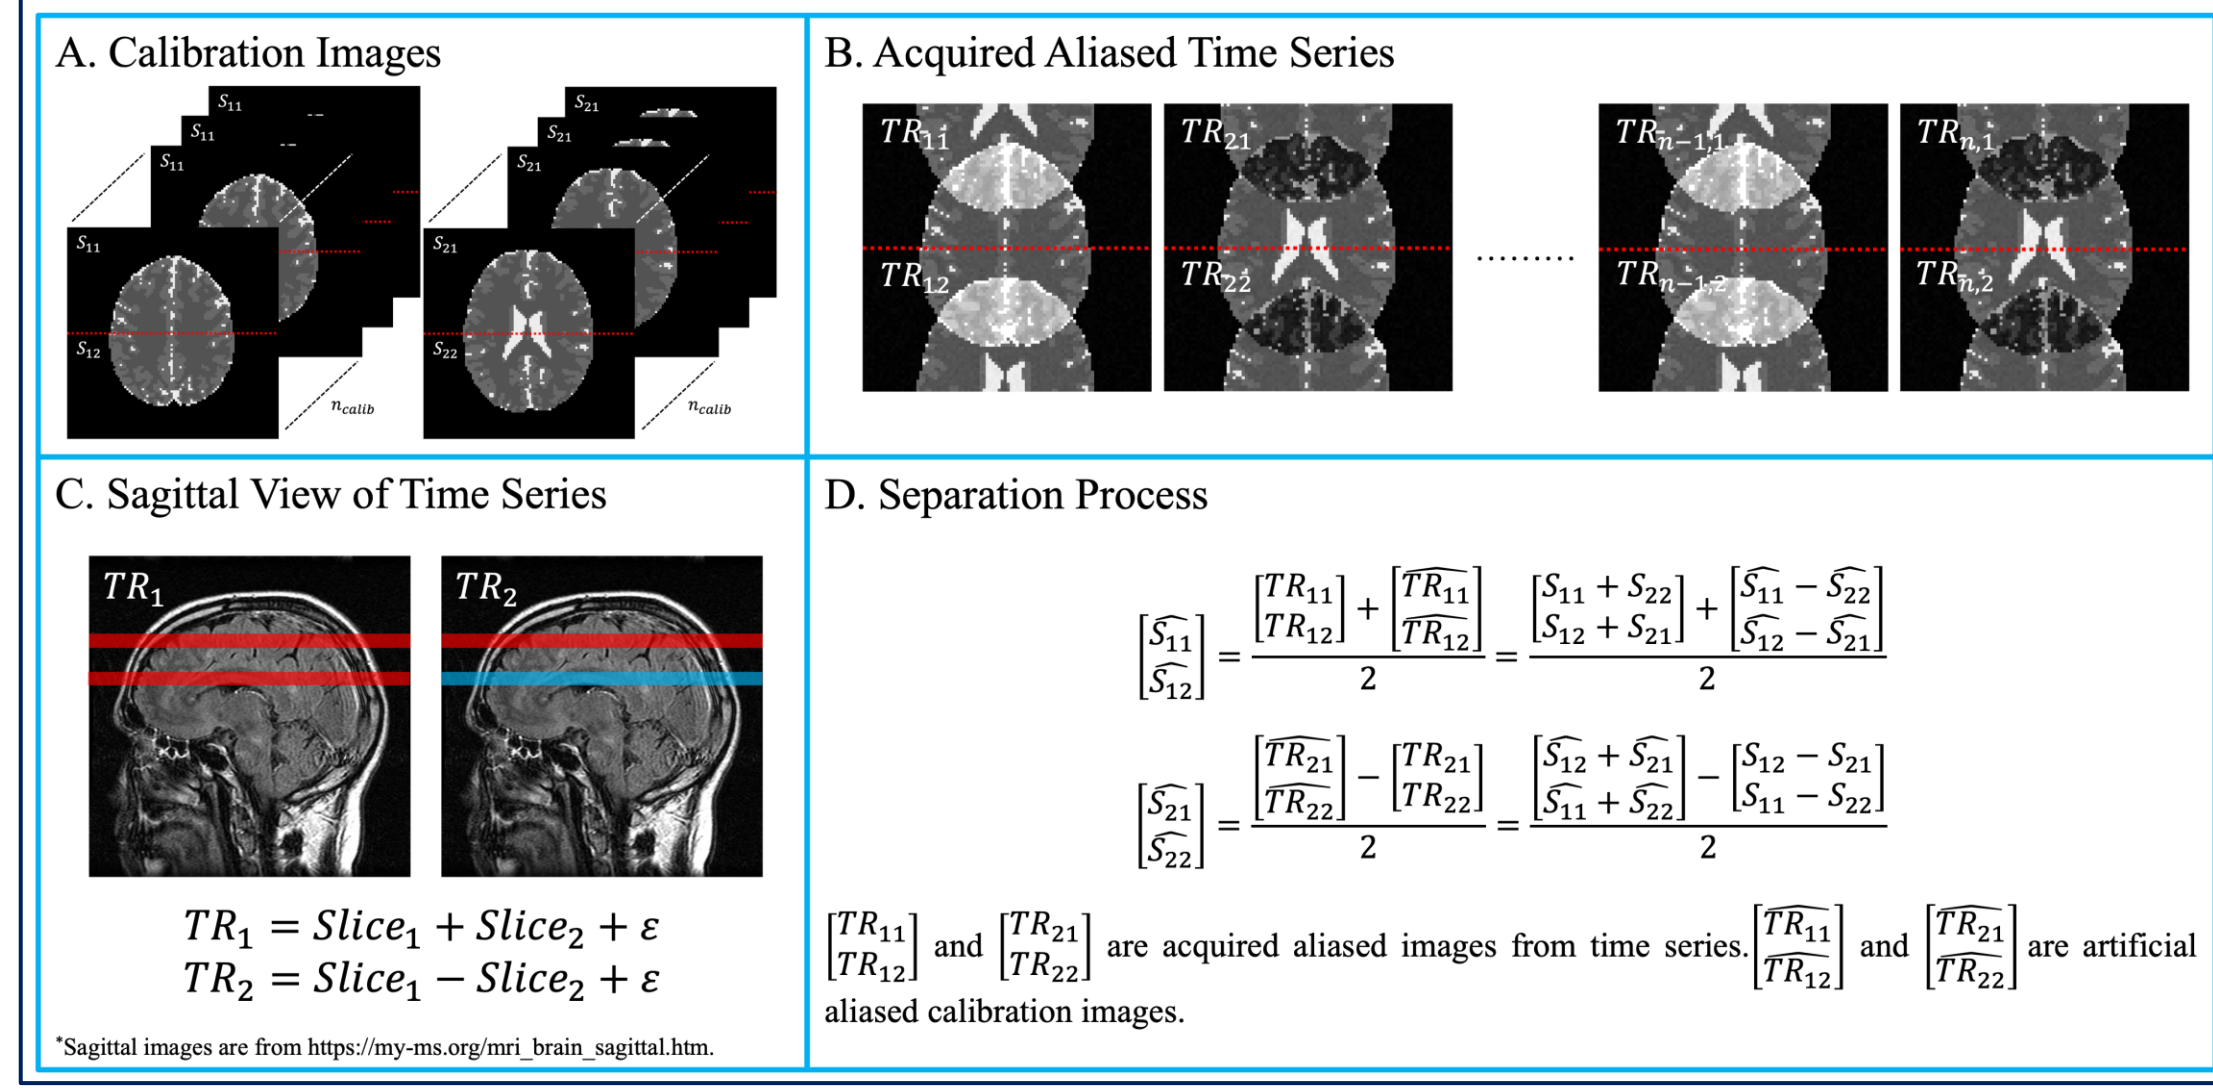 A. Calibration Images
S₁₁
S₁₁
S₁₁
S₁₁
S₁₂
n_calib
S₂₁
S₂₁
S₂₁
S₂₁
S₂₂
n_calib
B. Acquired Aliased Time Series
TR₁₁
TR₁₂
TR₂₁
TR₂₂
.........
TRₙ₋₁,₁
TRₙ₋₁,₂
TRₙ,₁
TRₙ,₂
C. Sagittal View of Time Series
TR₁
TR₂
TR₁ = Slice₁ + Slice₂ + ε
TR₂ = Slice₁ − Slice₂ + ε
*Sagittal images are from https://my-ms.org/mri_brain_sagittal.htm.
D. Separation Process
[Ŝ₁₁; Ŝ₁₂] = ([TR₁₁; TR₁₂] + [T̂R₁₁; T̂R₁₂]) / 2 = ([S₁₁ + S₂₂; S₁₂ + S₂₁] + [Ŝ₁₁ − Ŝ₂₂; Ŝ₁₂ − Ŝ₂₁]) / 2
[Ŝ₂₁; Ŝ₂₂] = ([T̂R₂₁; T̂R₂₂] − [TR₂₁; TR₂₂]) / 2 = ([Ŝ₁₂ + Ŝ₂₁; Ŝ₁₁ + Ŝ₂₂] − [S₁₂ − S₂₁; S₁₁ − S₂₂]) / 2
[TR₁₁; TR₁₂] and [TR₂₁; TR₂₂] are acquired aliased images from time series. [T̂R₁₁; T̂R₁₂] and [T̂R₂₁; T̂R₂₂] are artificial
aliased calibration images.